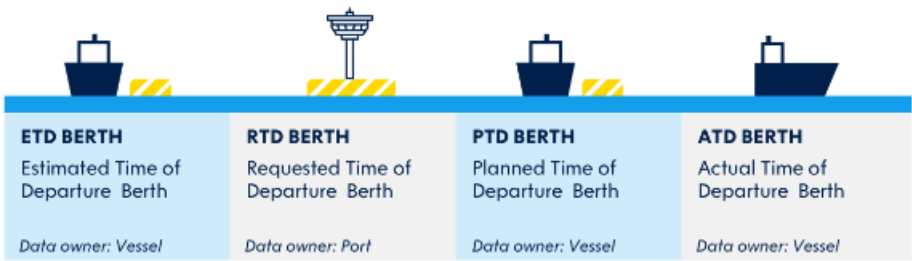 ETD BERTH
Estimated Time of
Departure Berth
Data owner: Vessel
RTD BERTH
Requested Time of
Departure Berth
Data owner: Port
PTD BERTH
Planned Time of
Departure Berth
Data owner: Vessel
ATD BERTH
Actual Time of
Departure Berth
Data owner: Vessel